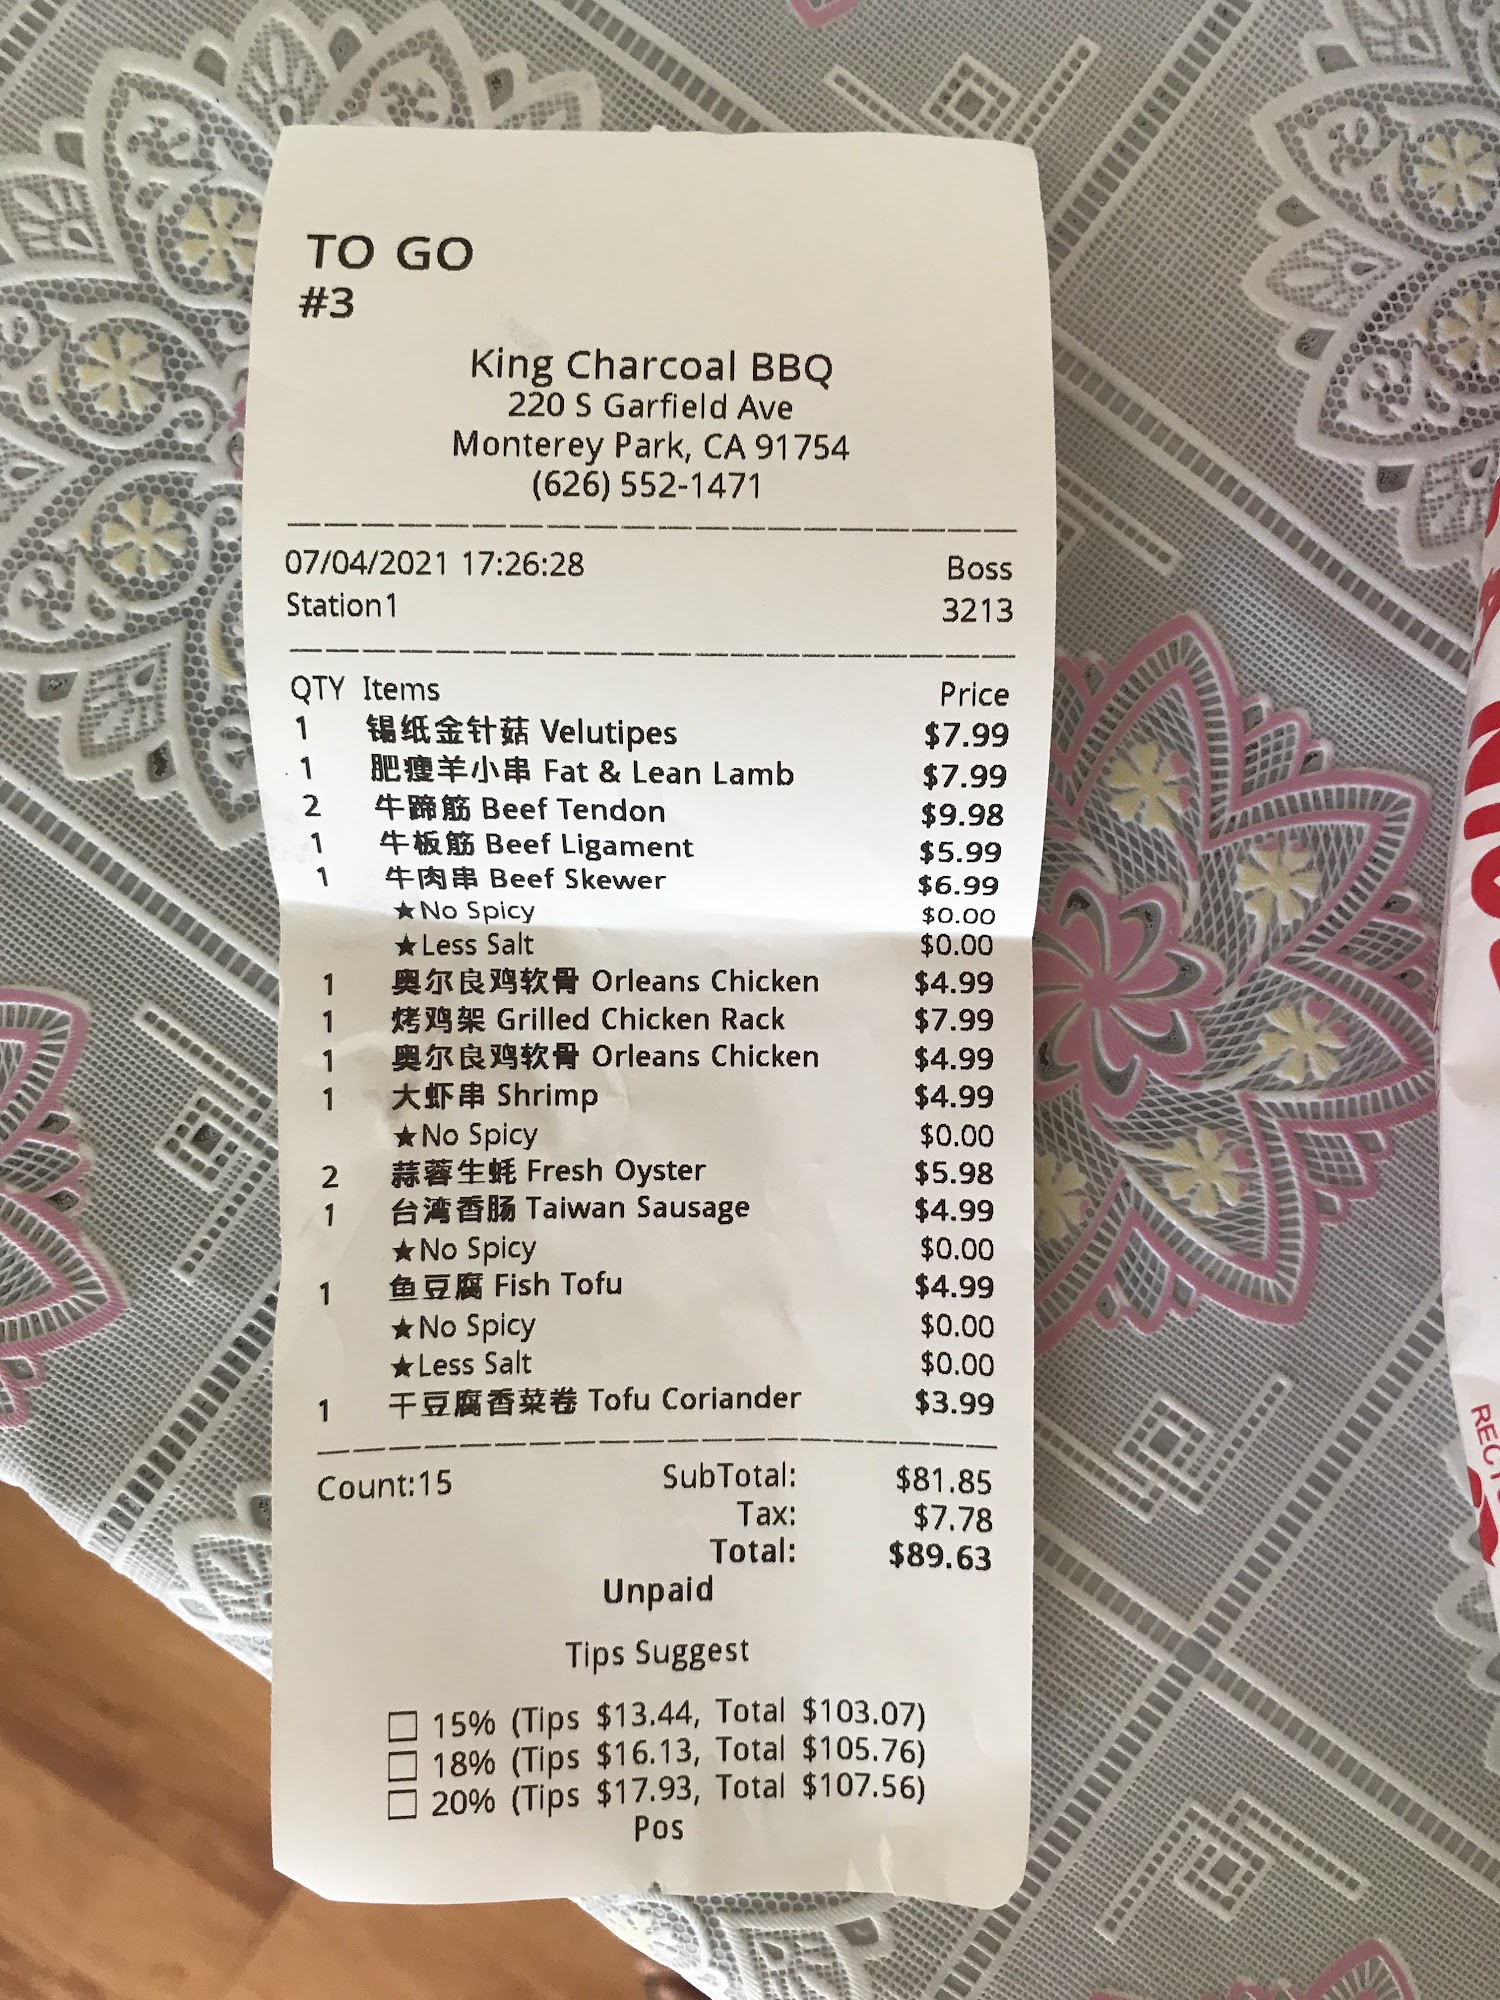 TO GO
#3
King Charcoal BBQ
220 S Garfield Ave
Monterey Park, CA 91754
(626) 552-1471
07/04/2021 17:26:28 Boss
Station1 3213
QTY Items Price
1 锡纸金针菇 Velutipes $7.99
1 肥瘦羊小串 Fat & Lean Lamb $7.99
2 牛蹄筋 Beef Tendon $9.98
1 牛板筋 Beef Ligament $5.99
1 牛肉串 Beef Skewer $6.99
★No Spicy $0.00
★Less Salt $0.00
1 奥尔良鸡软骨 Orleans Chicken $4.99
1 烤鸡架 Grilled Chicken Rack $7.99
1 奥尔良鸡软骨 Orleans Chicken $4.99
1 大虾串 Shrimp $4.99
★No Spicy $0.00
2 蒜蓉生蚝 Fresh Oyster $5.98
1 台湾香肠 Taiwan Sausage $4.99
★No Spicy $0.00
1 鱼豆腐 Fish Tofu $4.99
★No Spicy $0.00
★Less Salt $0.00
1 干豆腐香菜卷 Tofu Coriander $3.99
Count:15 SubTotal: $81.85
Tax: $7.78
Total: $89.63
Unpaid
Tips Suggest
☐ 15% (Tips $13.44, Total $103.07)
☐ 18% (Tips $16.13, Total $105.76)
☐ 20% (Tips $17.93, Total $107.56)
Pos